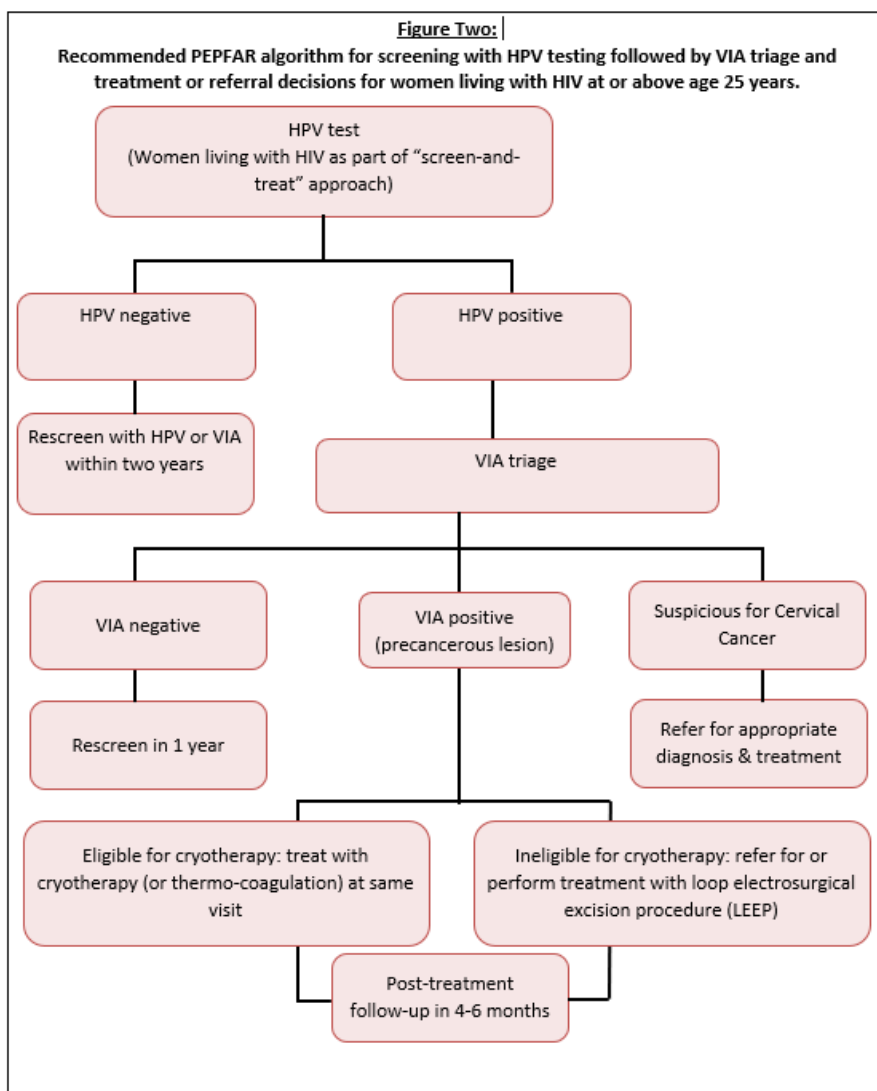 Figure Two:
Recommended PEPFAR algorithm for screening with HPV testing followed by VIA triage and
treatment or referral decisions for women living with HIV at or above age 25 years.
HPV test
(Women living with HIV as part of “screen-and-
treat” approach)
HPV negative
HPV positive
Rescreen with HPV or VIA
within two years
VIA triage
VIA negative
VIA positive
(precancerous lesion)
Suspicious for Cervical
Cancer
Rescreen in 1 year
Refer for appropriate
diagnosis & treatment
Eligible for cryotherapy: treat with
cryotherapy (or thermo-coagulation) at same
visit
Ineligible for cryotherapy: refer for or
perform treatment with loop electrosurgical
excision procedure (LEEP)
Post-treatment
follow-up in 4-6 months